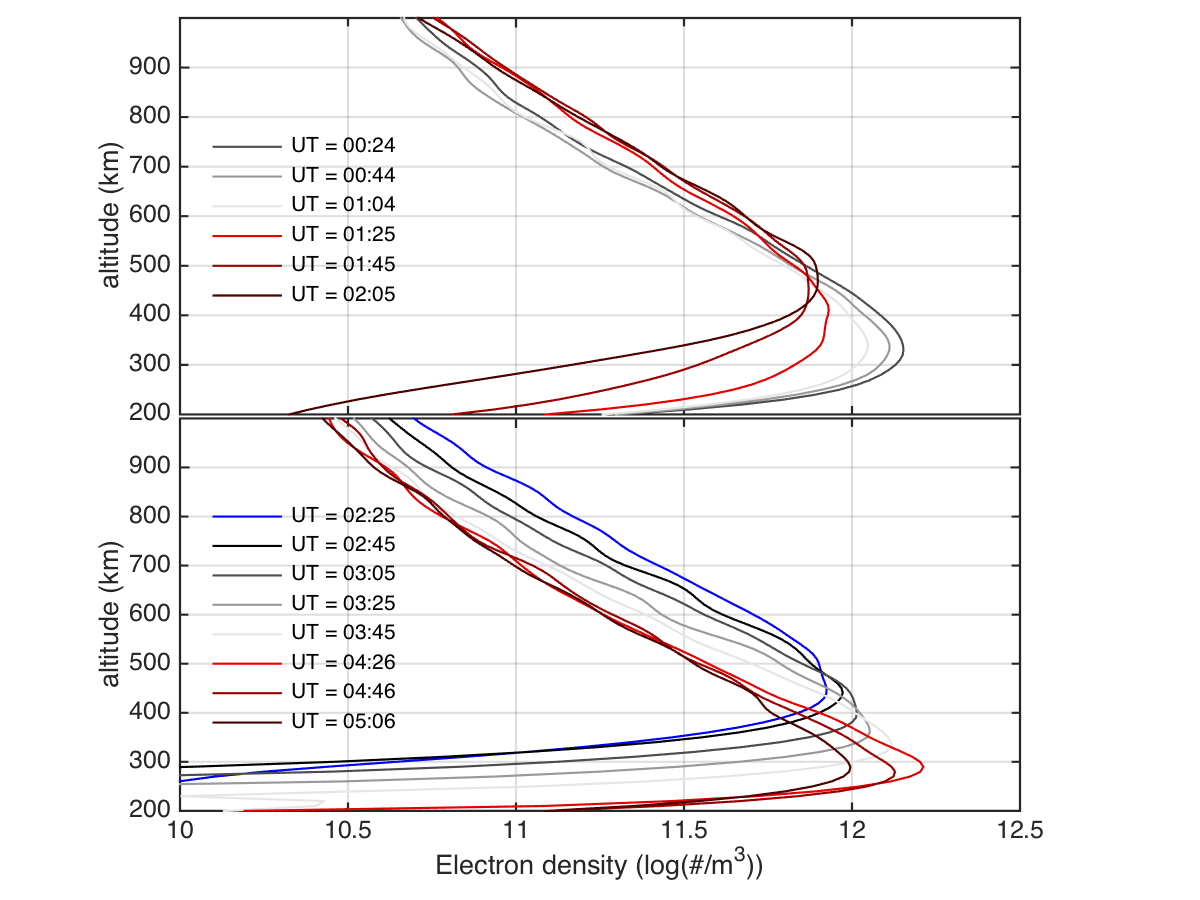 900
800
700
600
500
400
300
200
altitude (km)
UT = 00:24
UT = 00:44
UT = 01:04
UT = 01:25
UT = 01:45
UT = 02:05
900
800
700
600
500
400
300
200
altitude (km)
UT = 02:25
UT = 02:45
UT = 03:05
UT = 03:25
UT = 03:45
UT = 04:26
UT = 04:46
UT = 05:06
10 10.5 11 11.5 12 12.5
Electron density (log(#/m³))